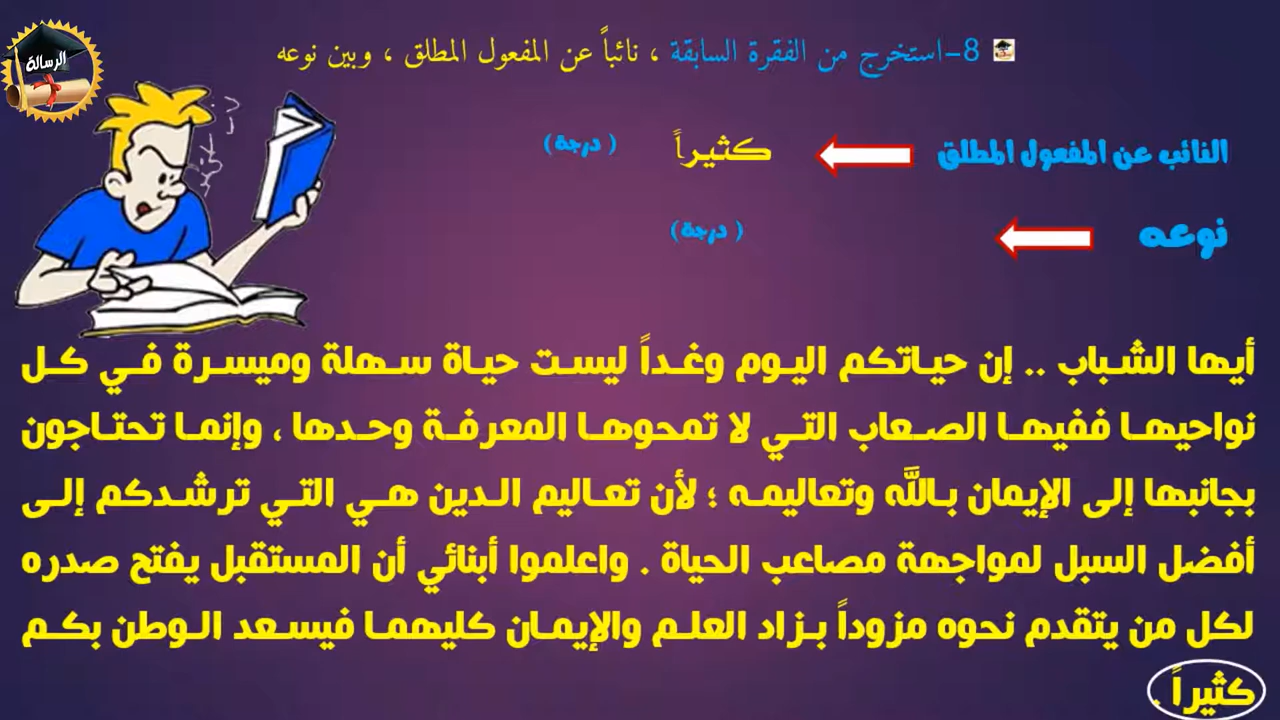 الرسالة
8-استخرج من الفقرة السابقة ، نائباً عن المفعول المطلق ، وبين نوعه
النائب عن المفعول المطلق كثيراً ( درجة )
نوعه ( درجة )
أيها الشباب .. إن حياتكم اليوم وغداً ليست حياة سهلة وميسرة في كل
نواحيها ففيها الصعاب التي لا تمحوها المعرفة وحدها ، وإنما تحتاجون
بجانبها إلى الإيمان بالله وتعاليمه ؛ لأن تعاليم الدين هي التي ترشدكم إلى
أفضل السبل لمواجهة مصاعب الحياة . واعلموا أبنائي أن المستقبل يفتح صدره
لكل من يتقدم نحوه مزوداً بزاد العلم والإيمان كليهما فيسعد الوطن بكم
كثيراً .